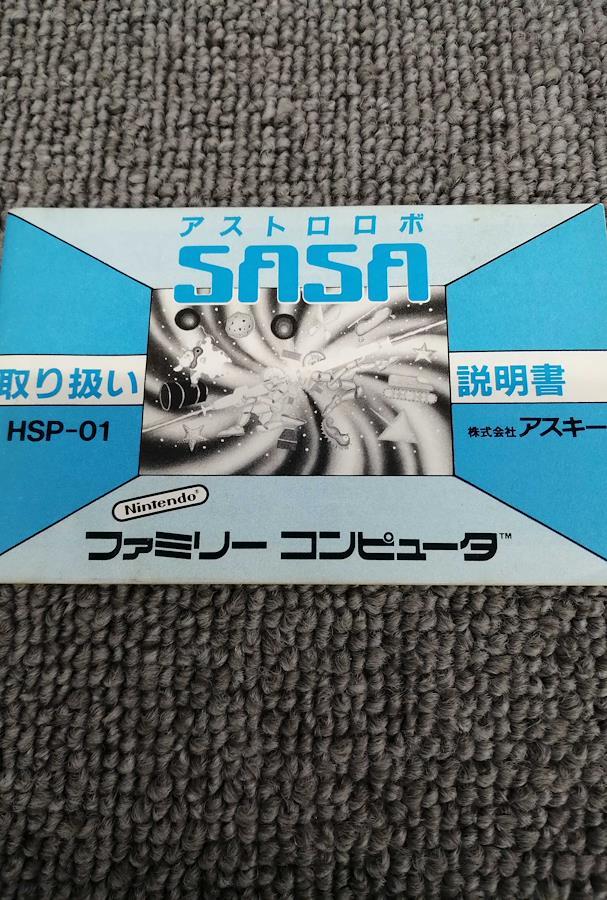 アストロロボ
SASA
取り扱い 説明書
HSP-01 株式会社 アスキー
Nintendo®
ファミリー コンピュータ™